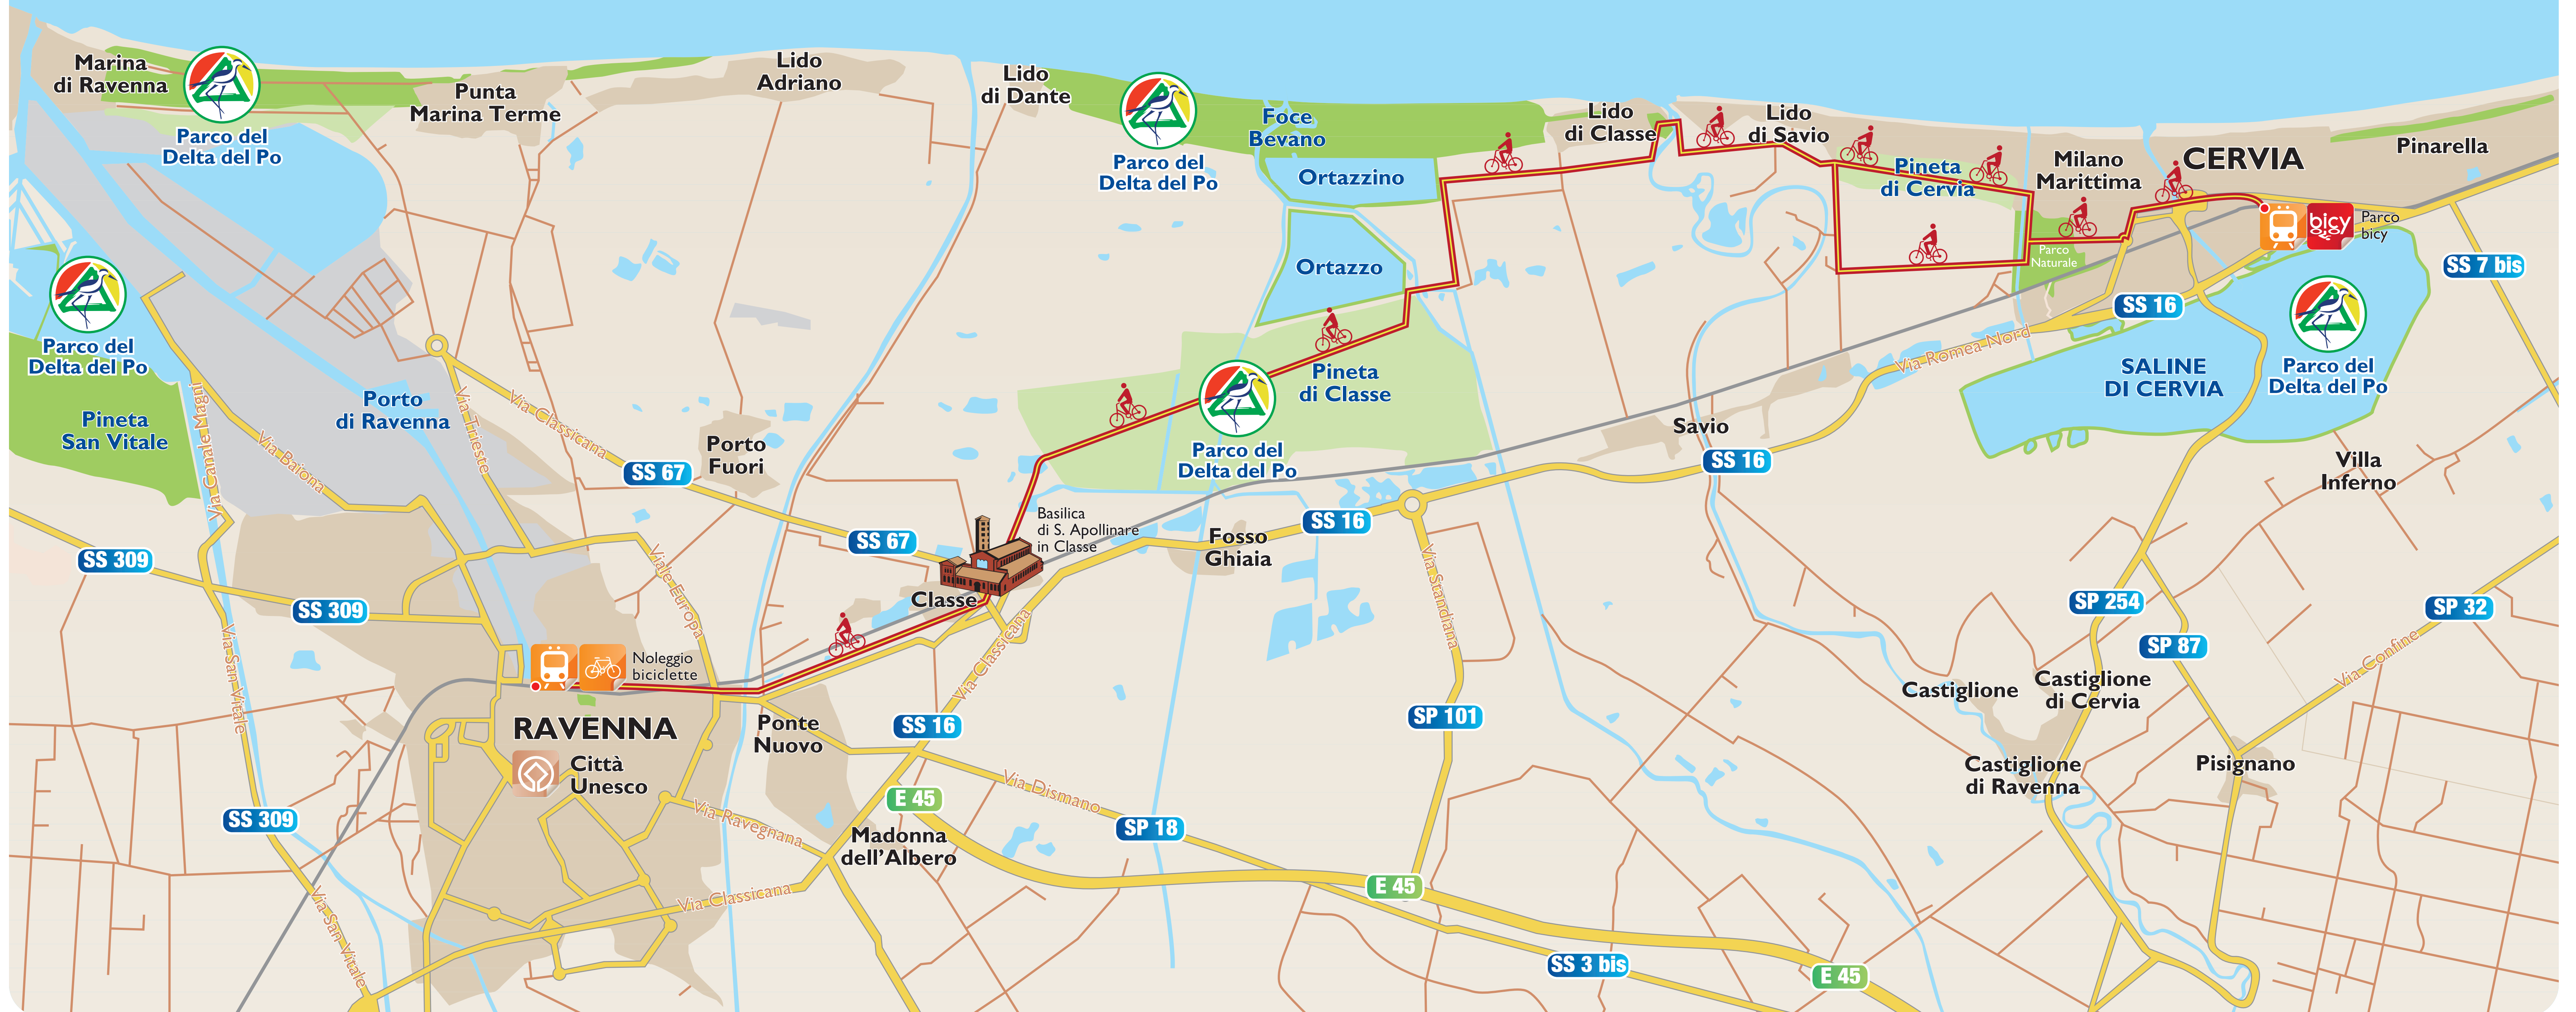 Marina
di Ravenna
Parco del
Delta del Po
Punta
Marina Terme
Lido
Adriano
Lido
di Dante
Parco del
Delta del Po
Foce
Bevano
Ortazzino
Ortazzo
Lido
di Classe
Lido
di Savio
Pineta
di Cervia
Milano
Marittima
CERVIA
Pinarella
Parco
Naturale
bicy
Parco
bicy
SS 7 bis
SS 16
Parco del
Delta del Po
Pineta
San Vitale
Via Canale Magni
Via Baiona
Porto
di Ravenna
Via Trieste
Via Classicana
SS 67
Porto
Fuori
Pineta
di Classe
Parco del
Delta del Po
Via Romea Nord
SALINE
DI CERVIA
Parco del
Delta del Po
Savio
SS 16
Villa
Inferno
SS 309
SS 309
Viale Europa
SS 67
Basilica
di S. Apollinare
in Classe
Classe
Fosso
Ghiaia
SS 16
Via Standiana
SP 254
SP 87
SP 32
Via Confine
Via San Vitale
Noleggio
biciclette
RAVENNA
Città
Unesco
Ponte
Nuovo
Via Classicana
SS 16
SP 101
Castiglione
Castiglione
di Cervia
Castiglione
di Ravenna
Pisignano
SS 309
Via Ravegnana
E 45
Via Dismano
SP 18
Madonna
dell'Albero
Via Classicana
Via San Vitale
E 45
SS 3 bis
E 45